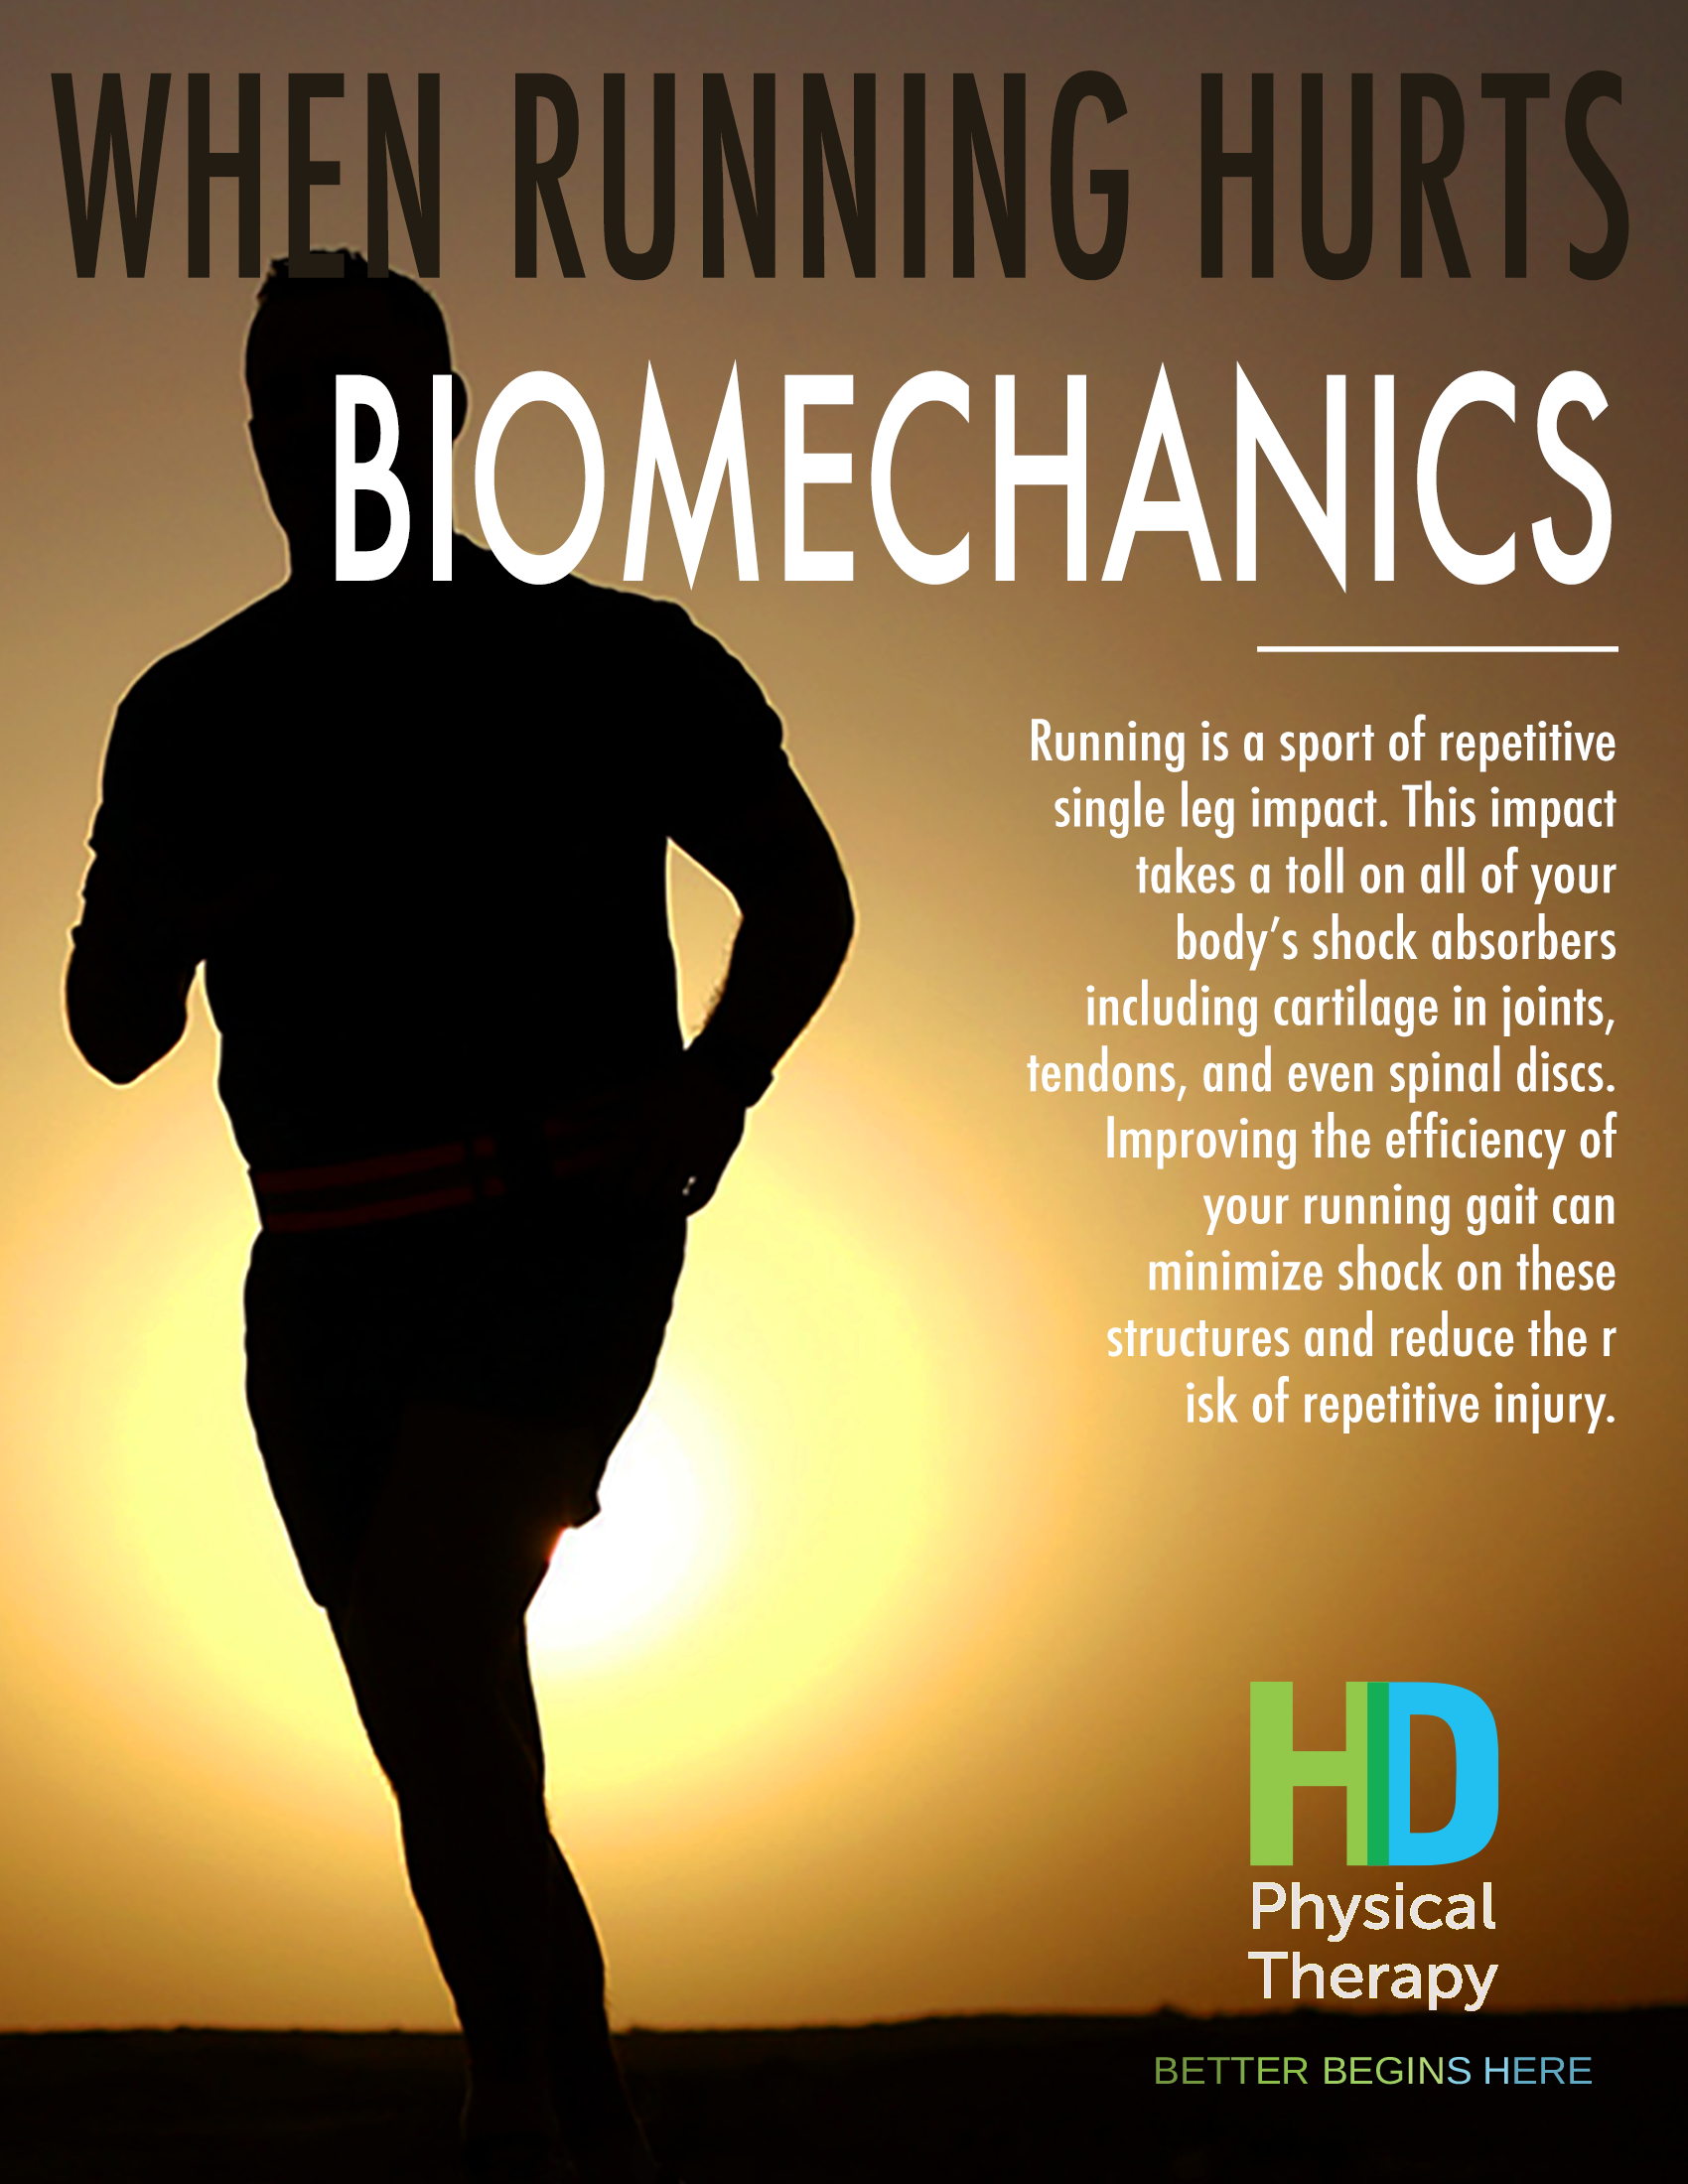 WHEN RUNNING HURTS
BIOMECHANICS
Running is a sport of repetitive
single leg impact. This impact
takes a toll on all of your
body’s shock absorbers
including cartilage in joints,
tendons, and even spinal discs.
Improving the efficiency of
your running gait can
minimize shock on these
structures and reduce the r
isk of repetitive injury.
HD
Physical
Therapy
BETTER BEGINS HERE